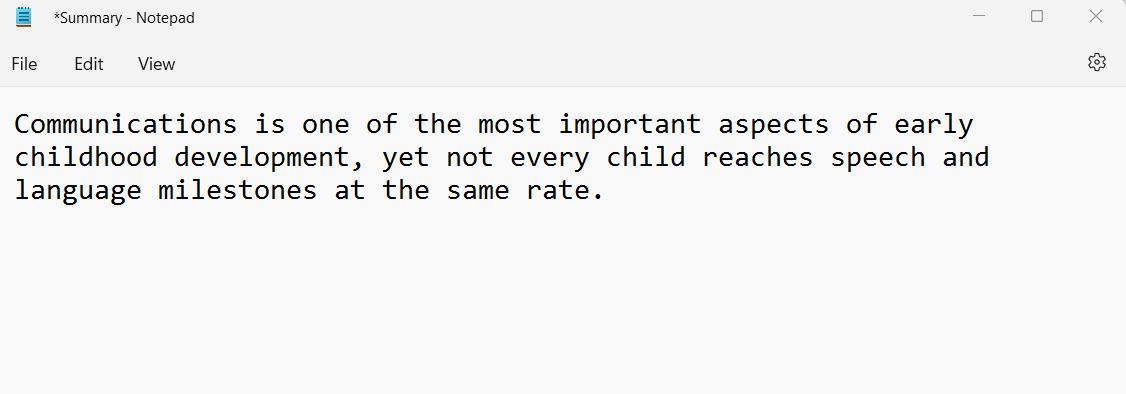 *Summary - Notepad
File Edit View
Communications is one of the most important aspects of early
childhood development, yet not every child reaches speech and
language milestones at the same rate.